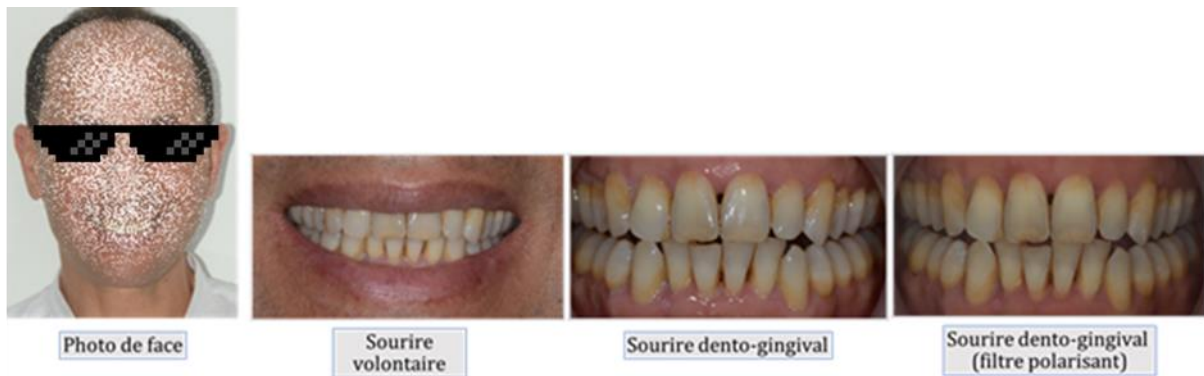 Photo de face
Sourire
volontaire
Sourire dento-gingival
Sourire dento-gingival
(filtre polarisant)